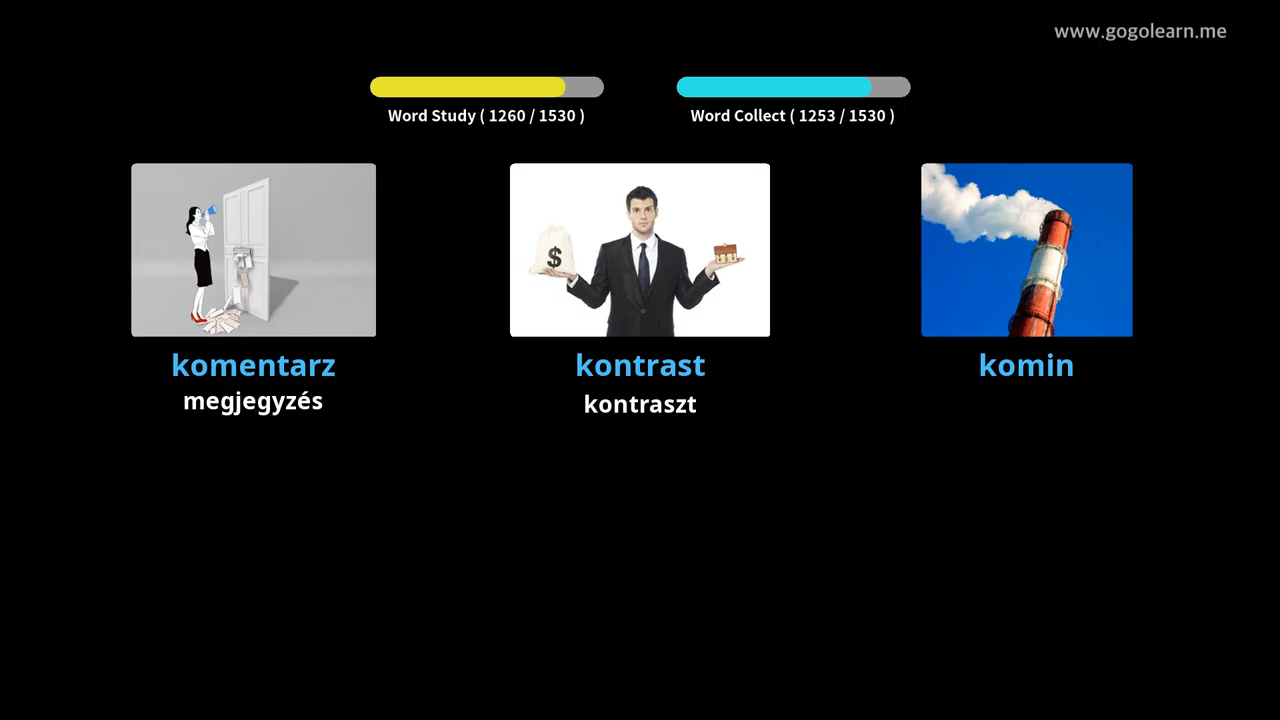 www.gogolearn.me
Word Study ( 1260 / 1530 )
Word Collect ( 1253 / 1530 )
$
komentarz
megjegyzés
kontrast
kontraszt
komin